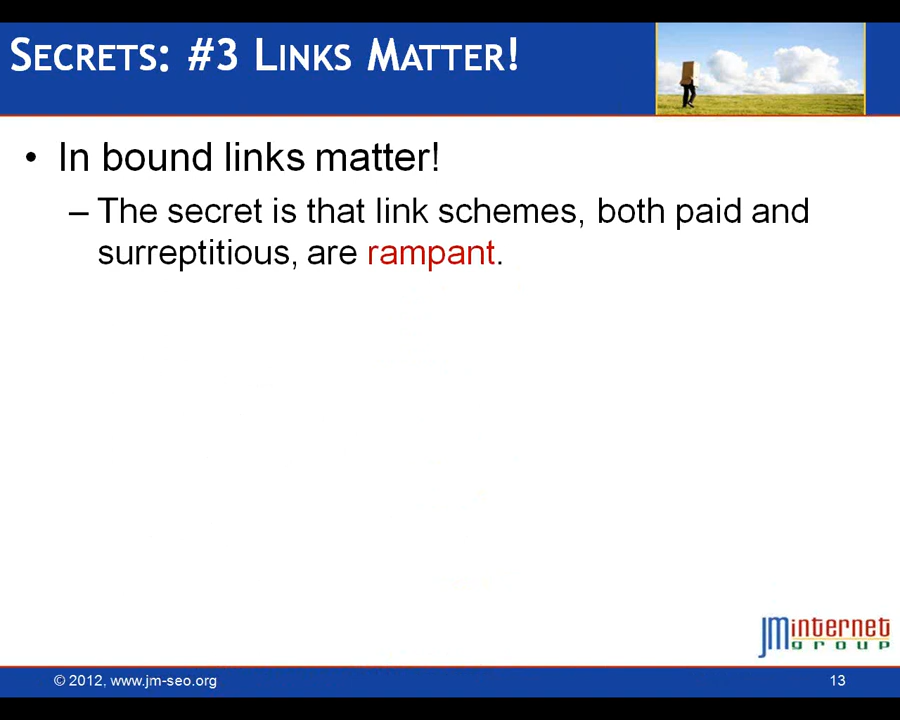 SECRETS: #3 LINKS MATTER!
• In bound links matter!
– The secret is that link schemes, both paid and
surreptitious, are rampant.
JMinternet
group
© 2012, www.jm-seo.org
13